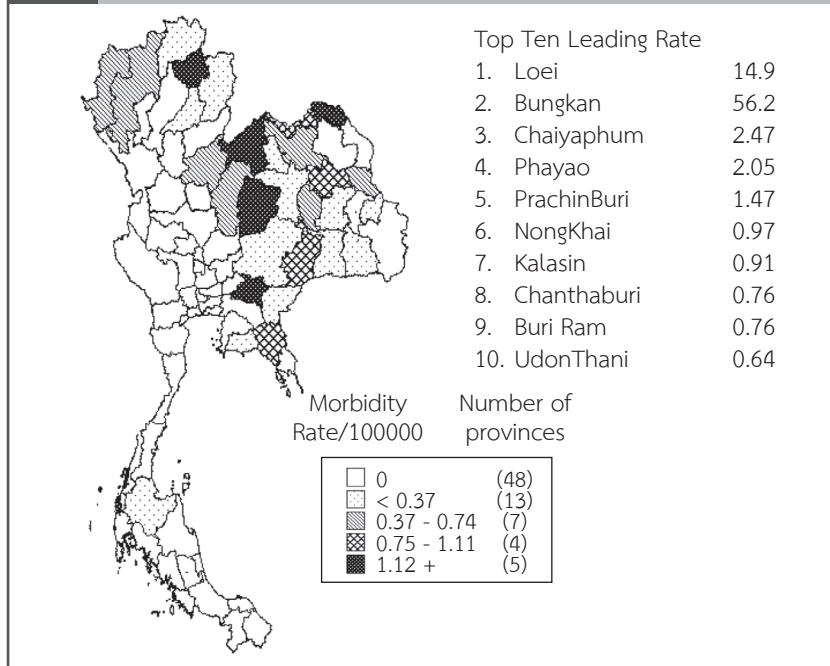 Top Ten Leading Rate
1. Loei 14.9
2. Bungkan 56.2
3. Chaiyaphum 2.47
4. Phayao 2.05
5. PrachinBuri 1.47
6. NongKhai 0.97
7. Kalasin 0.91
8. Chanthaburi 0.76
9. Buri Ram 0.76
10. UdonThani 0.64
Morbidity Number of
Rate/100000 provinces
0 (48)
< 0.37 (13)
0.37 - 0.74 (7)
0.75 - 1.11 (4)
1.12 + (5)